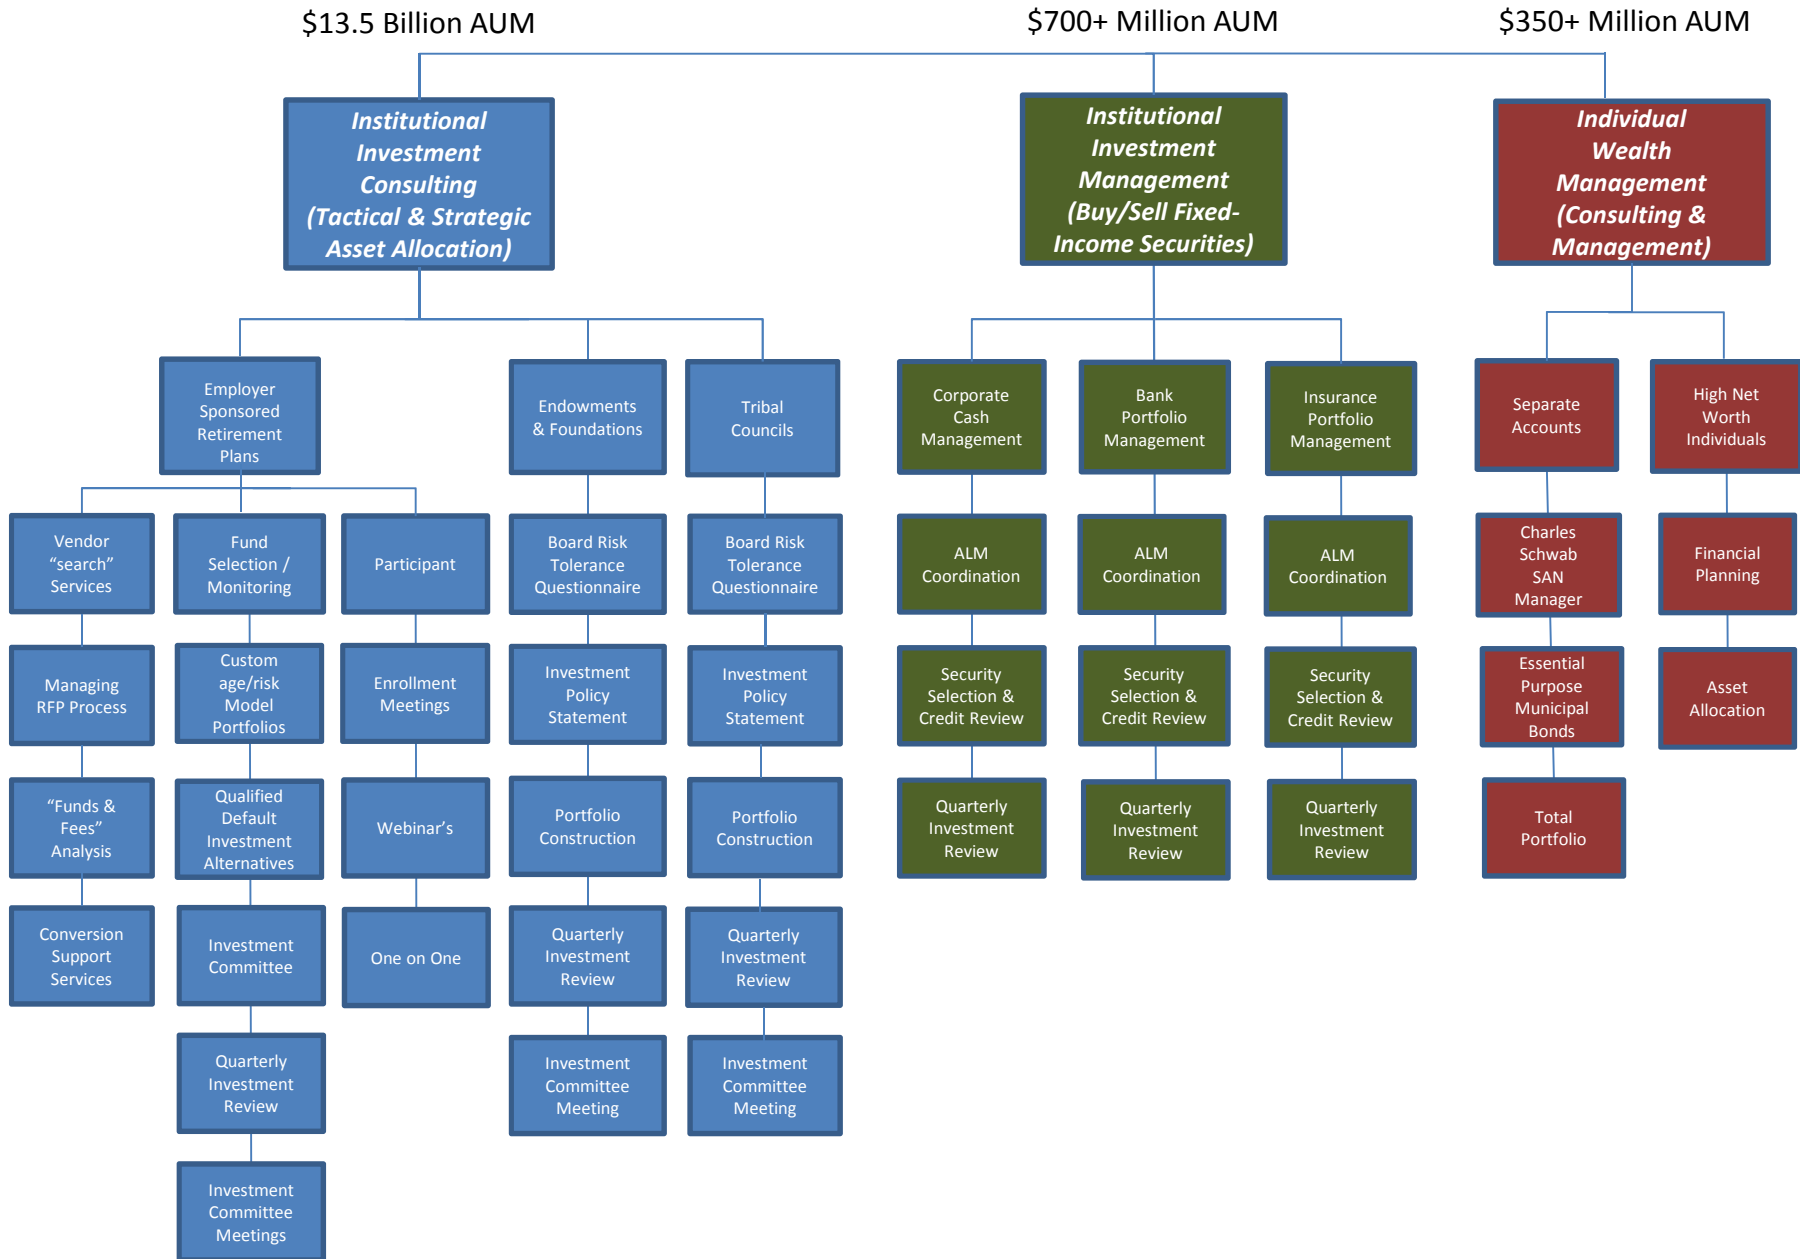 $13.5 Billion AUM
$700+ Million AUM
$350+ Million AUM
Institutional
Investment
Consulting
(Tactical & Strategic
Asset Allocation)
Institutional
Investment
Management
(Buy/Sell Fixed-
Income Securities)
Individual
Wealth
Management
(Consulting &
Management)
Employer
Sponsored
Retirement
Plans
Endowments
& Foundations
Tribal
Councils
Corporate
Cash
Management
Bank
Portfolio
Management
Insurance
Portfolio
Management
Separate
Accounts
High Net
Worth
Individuals
Vendor
“search”
Services
Fund
Selection /
Monitoring
Participant
Board Risk
Tolerance
Questionnaire
Board Risk
Tolerance
Questionnaire
ALM
Coordination
ALM
Coordination
ALM
Coordination
Charles
Schwab
SAN
Manager
Financial
Planning
Managing
RFP Process
Custom
age/risk
Model
Portfolios
Enrollment
Meetings
Investment
Policy
Statement
Investment
Policy
Statement
Security
Selection &
Credit Review
Security
Selection &
Credit Review
Security
Selection &
Credit Review
Essential
Purpose
Municipal
Bonds
Asset
Allocation
“Funds &
Fees”
Analysis
Qualified
Default
Investment
Alternatives
Webinar’s
Portfolio
Construction
Portfolio
Construction
Quarterly
Investment
Review
Quarterly
Investment
Review
Quarterly
Investment
Review
Total
Portfolio
Conversion
Support
Services
Investment
Committee
One on One
Quarterly
Investment
Review
Quarterly
Investment
Review
Quarterly
Investment
Review
Investment
Committee
Meeting
Investment
Committee
Meeting
Investment
Committee
Meetings